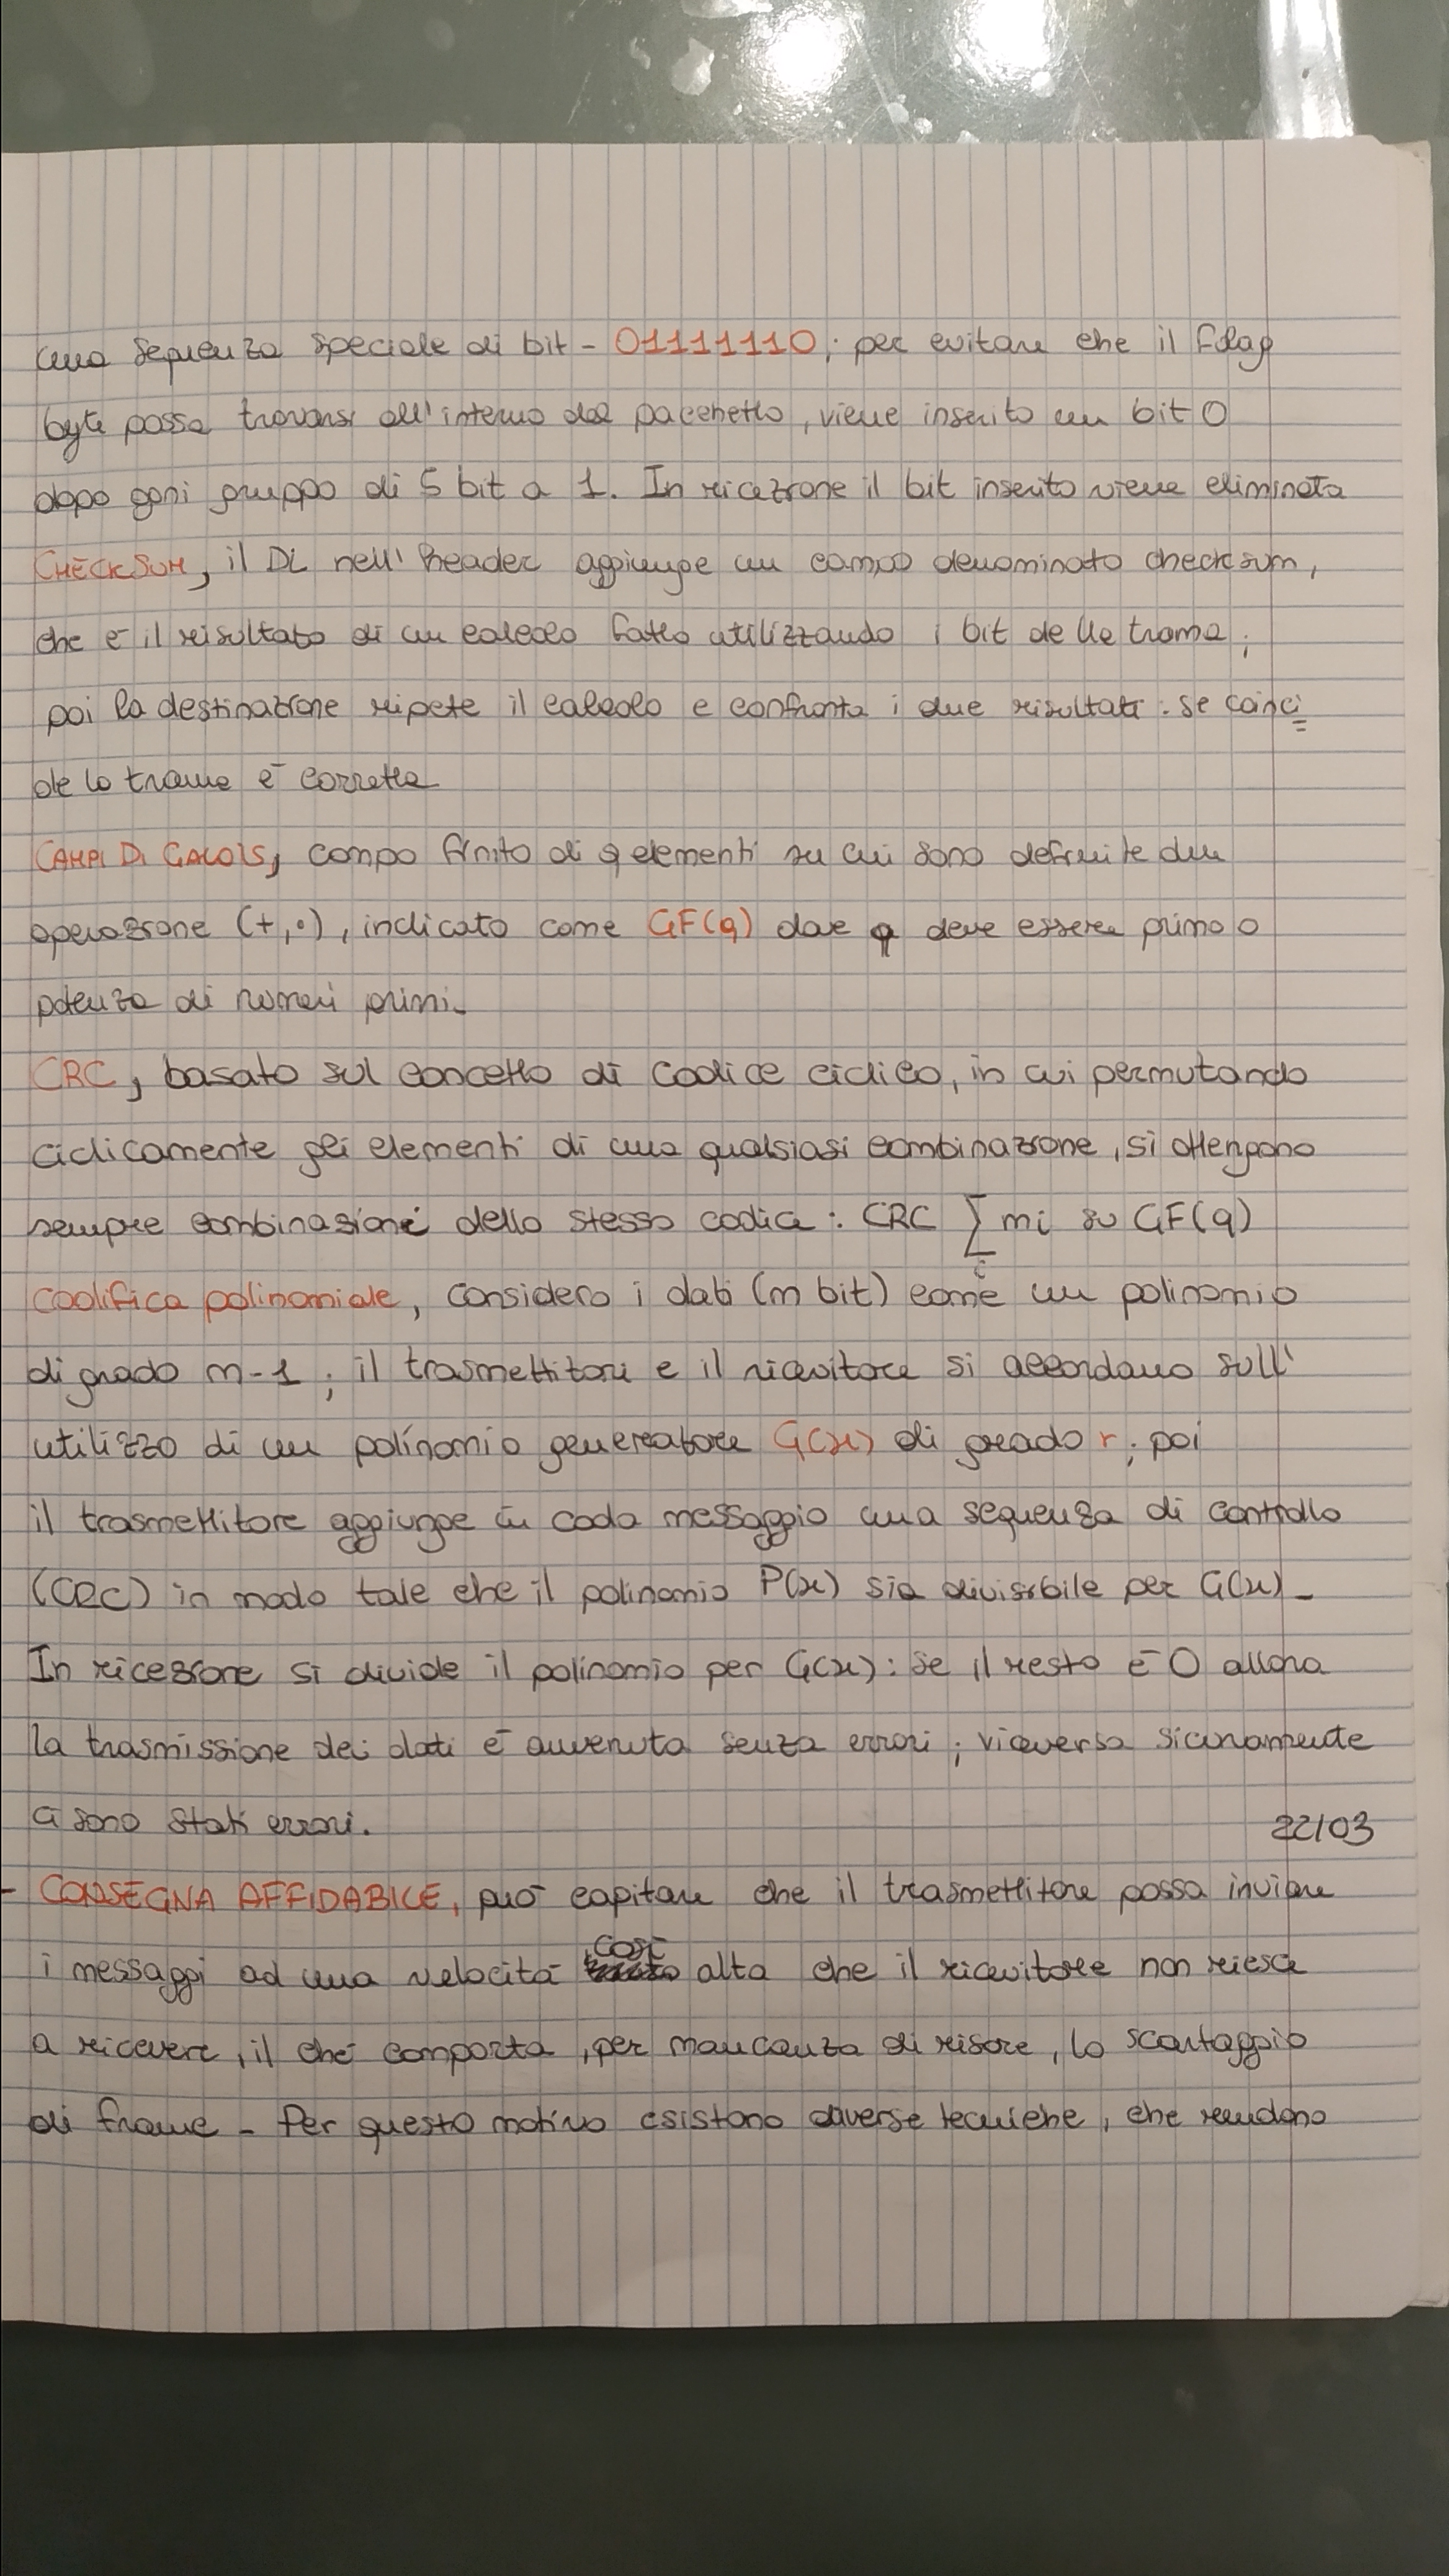 una sequenza speciale di bit - 01111110; per evitare che il flag
byte possa trovarsi all'interno del pacchetto, viene inserito un bit 0
dopo ogni gruppo di 5 bit a 1. In ricezione il bit inserito viene eliminato
CHECKSUM, il DL nell'header aggiunge un campo denominato checksum,
che è il risultato di un calcolo fatto utilizzando i bit delle trama;
poi la destinazione ripete il calcolo e confronta i due risultati: se coinci
de la trama è corretta
CAMPI DI GALOIS, campo finito di q elementi su cui sono definite due
operazione (+,•), indicato come GF(q) dove q deve essere primo o
potenza di numeri primi.
CRC, basato sul concetto di codice ciclico, in cui permutando
ciclicamente gli elementi di una qualsiasi combinazione, si ottengono
sempre combinazioni dello stesso codice: CRC ∑ mi su GF(q)
i
Codifica polinomiale, considero i dati (m bit) come un polinomio
di grado m-1; il trasmettitore e il ricevitore si accordano sull'
utilizzo di un polinomio generatore G(x) di grado r; poi
il trasmettitore aggiunge in coda messaggio una sequenza di controllo
(CRC) in modo tale che il polinomio P(x) sia divisibile per G(x)-
In ricezione si divide il polinomio per G(x): se il resto è 0 allora
la trasmissione dei dati è avvenuta senza errori; viceversa sicuramente
ci sono stati errori. 22/03
- CONSEGNA AFFIDABILE, può capitare che il trasmettitore possa inviare
i messaggi ad una velocità così alta che il ricevitore non riesce
a ricevere, il che comporta, per mancanza di risore, lo scartaggio
di frame - Per questo motivo esistono diverse tecniche, che rendono